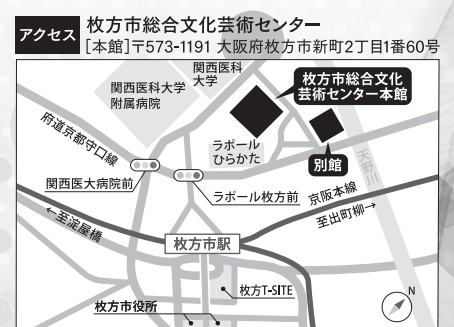 アクセス
枚方市総合文化芸術センター
[本館]〒573-1191 大阪府枚方市新町2丁目1番60号
関西医科
大学
関西医科大学
附属病院
枚方市総合文化
芸術センター本館
府道京都守口線
ラポール
ひらかた
別館
天野川
関西医大病院前
ラポール枚方前
京阪本線
至出町柳→
←至淀屋橋
枚方市駅
枚方T-SITE
枚方市役所
N